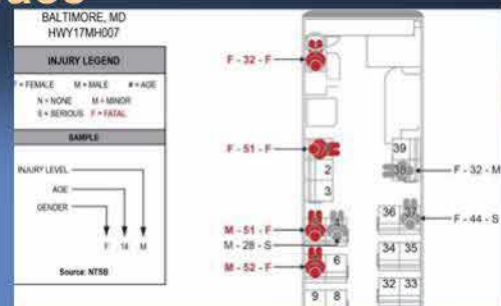 BALTIMORE, MD
HWY17MH007
INJURY LEGEND
F = FEMALE M = MALE # = AGE
N = NONE M = MINOR
S = SERIOUS F = FATAL
SAMPLE
INJURY LEVEL
AGE
GENDER
F 14 M
Source: NTSB
F - 32 - F
F - 51 - F
M - 51 - F
M - 28 - S
M - 52 - F
2
3
4
6
9 8
39
38
F - 32 - M
36 37
F - 44 - S
34 35
32 33